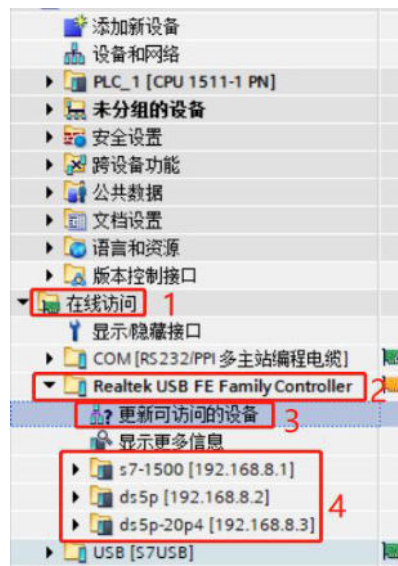 添加新设备
设备和网络
PLC_1 [CPU 1511-1 PN]
未分组的设备
安全设置
跨设备功能
公共数据
文档设置
语言和资源
版本控制接口
在线访问 1
显示/隐藏接口
COM [RS232/PPI 多主站编程电缆]
Realtek USB FE Family Controller 2
更新可访问的设备 3
显示更多信息
s7-1500 [192.168.8.1]
ds5p [192.168.8.2] 4
ds5p-20p4 [192.168.8.3]
USB [S7USB]